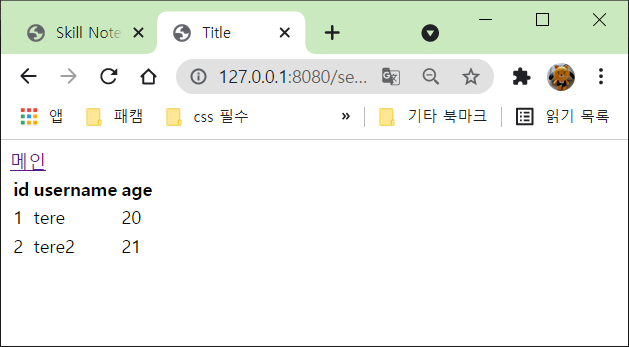 Skill Note
Title
127.0.0.1:8080/se...
앱 패캠 css 필수 » 기타 북마크 읽기 목록
메인
id username age
1 tere 20
2 tere2 21